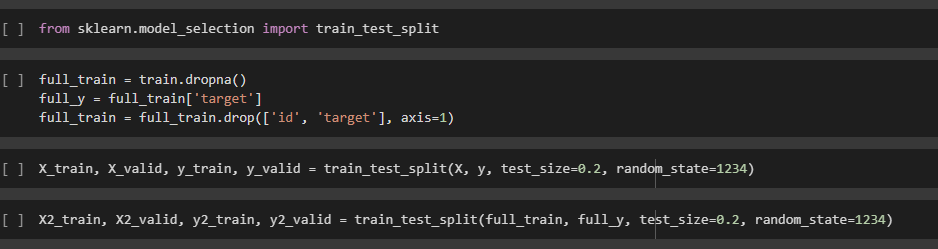 [ ] from sklearn.model_selection import train_test_split
[ ] full_train = train.dropna()
full_y = full_train['target']
full_train = full_train.drop(['id', 'target'], axis=1)
[ ] X_train, X_valid, y_train, y_valid = train_test_split(X, y, test_size=0.2, random_state=1234)
[ ] X2_train, X2_valid, y2_train, y2_valid = train_test_split(full_train, full_y, test_size=0.2, random_state=1234)